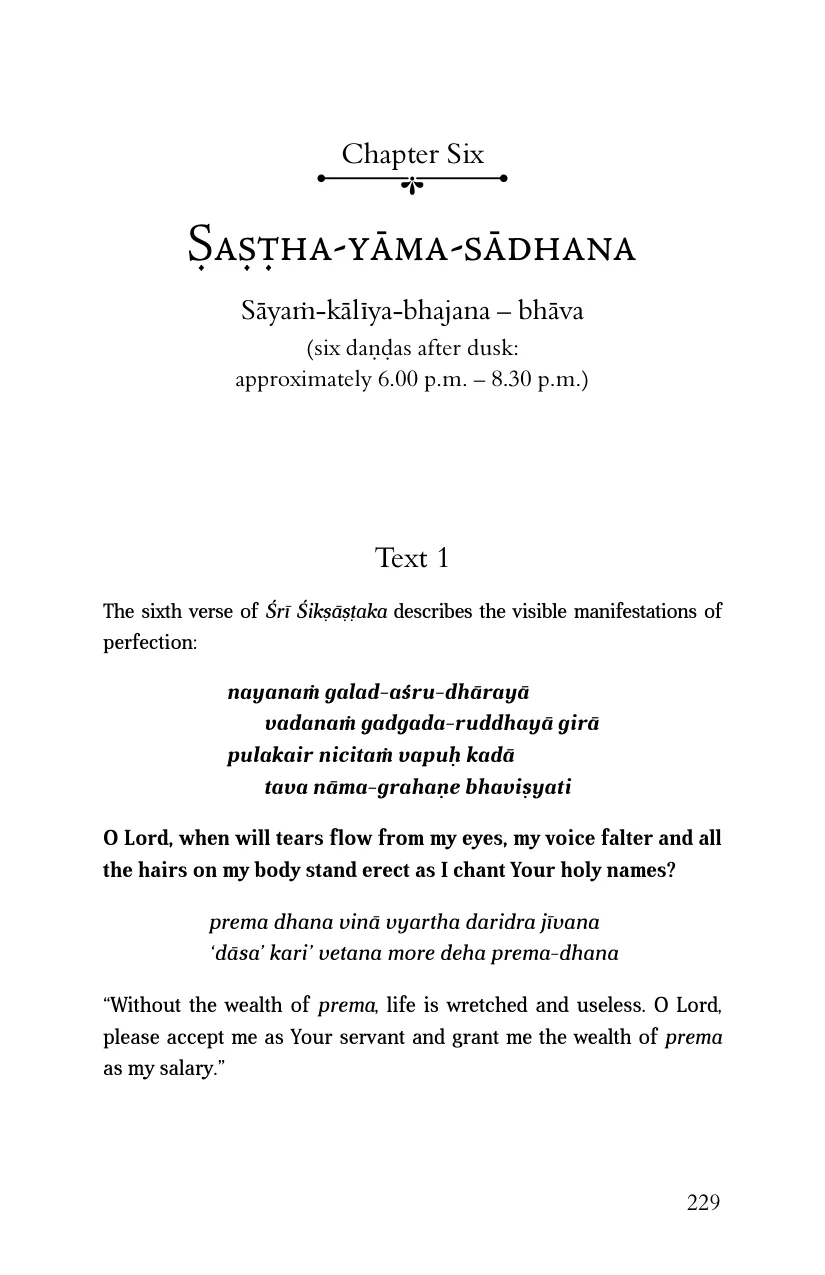 Chapter Six
Ṣaṣṭha-yāma-sādhana
Sāyaṁ-kālīya-bhajana – bhāva
(six daṇḍas after dusk:
approximately 6.00 p.m. – 8.30 p.m.)
Text 1
The sixth verse of Śrī Śikṣāṣṭaka describes the visible manifestations of
perfection:
nayanaṁ galad-aśru-dhārayā
vadanaṁ gadgada-ruddhayā girā
pulakair nicitaṁ vapuḥ kadā
tava nāma-grahaṇe bhaviṣyati
O Lord, when will tears flow from my eyes, my voice falter and all
the hairs on my body stand erect as I chant Your holy names?
prema dhana vinā vyartha daridra jīvana
‘dāsa’ kari’ vetana more deha prema-dhana
“Without the wealth of prema, life is wretched and useless. O Lord,
please accept me as Your servant and grant me the wealth of prema
as my salary.”
229